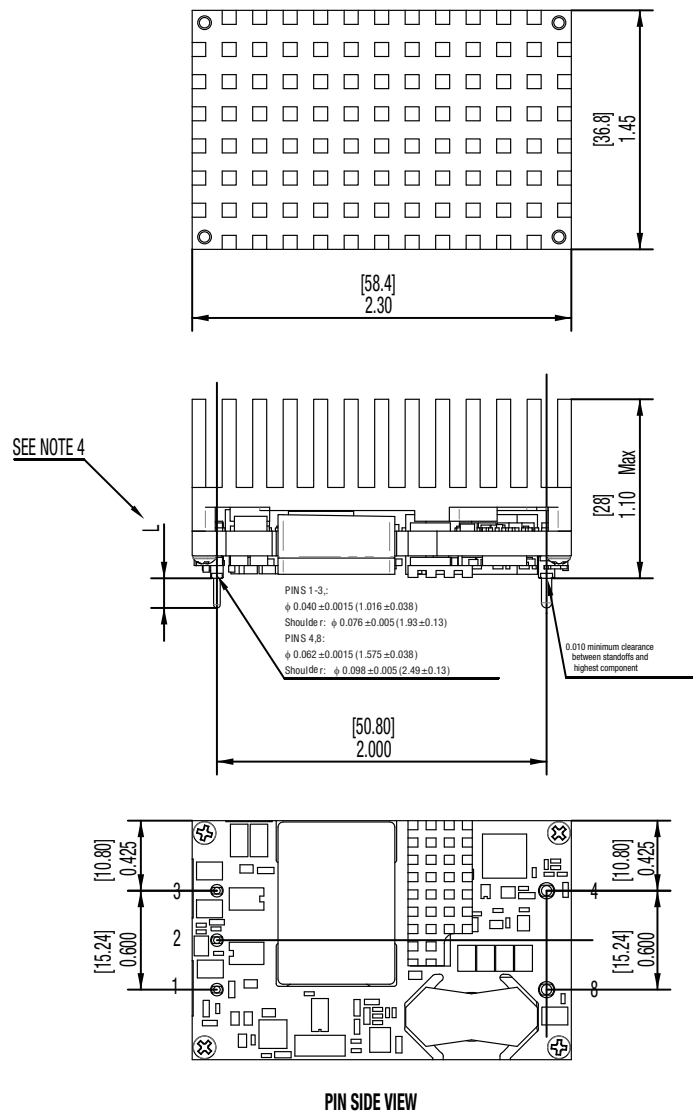 [36.8]
1.45
[58.4]
2.30
SEE NOTE 4
L
[28]
1.10 Max
PINS 1-3,:
ϕ 0.040 ±0.0015 (1.016 ±0.038)
Shoulder: ϕ 0.076 ±0.005 (1.93 ±0.13)
PINS 4,8:
ϕ 0.062 ±0.0015 (1.575 ±0.038)
Shoulder: ϕ 0.098 ±0.005 (2.49 ±0.13)
0.010 minimum clearance
between standoffs and
highest component
[50.80]
2.000
[10.80]
0.425
[10.80]
0.425
3
4
[15.24]
0.600
2
[15.24]
0.600
1
8
PIN SIDE VIEW